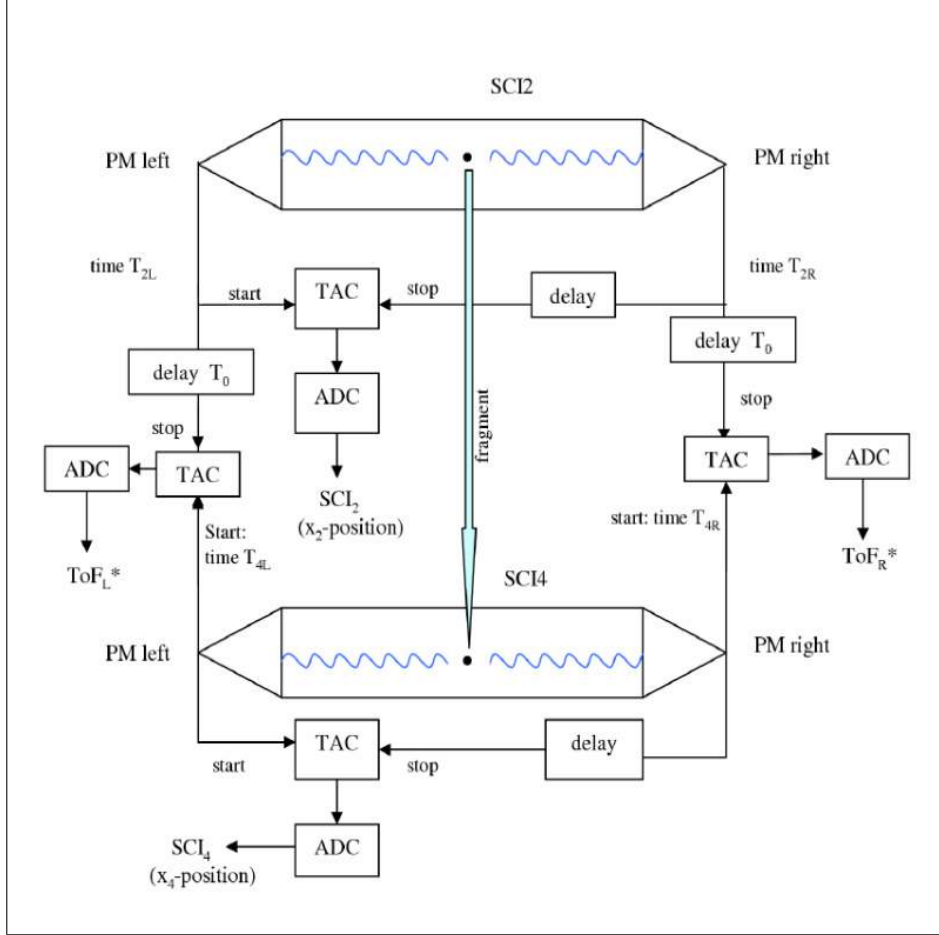 SCI2
PM left
PM right
time T₂L
time T₂R
start
TAC
stop
delay
delay T₀
delay T₀
ADC
stop
stop
fragment
ADC
TAC
TAC
ADC
SCI₂
(x₂-position)
Start:
time T₄L
start: time T₄R
ToF_L*
ToF_R*
SCI4
PM left
PM right
TAC
delay
start
stop
SCI₄
(x₄-position)
ADC